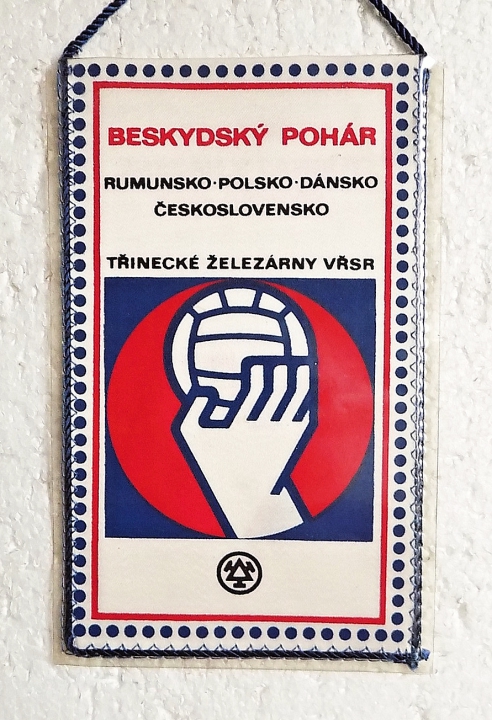 BESKYDSKÝ POHÁR
RUMUNSKO·POLSKO·DÁNSKO
ČESKOSLOVENSKO
TŘINECKÉ ŽELEZÁRNY VŘSR